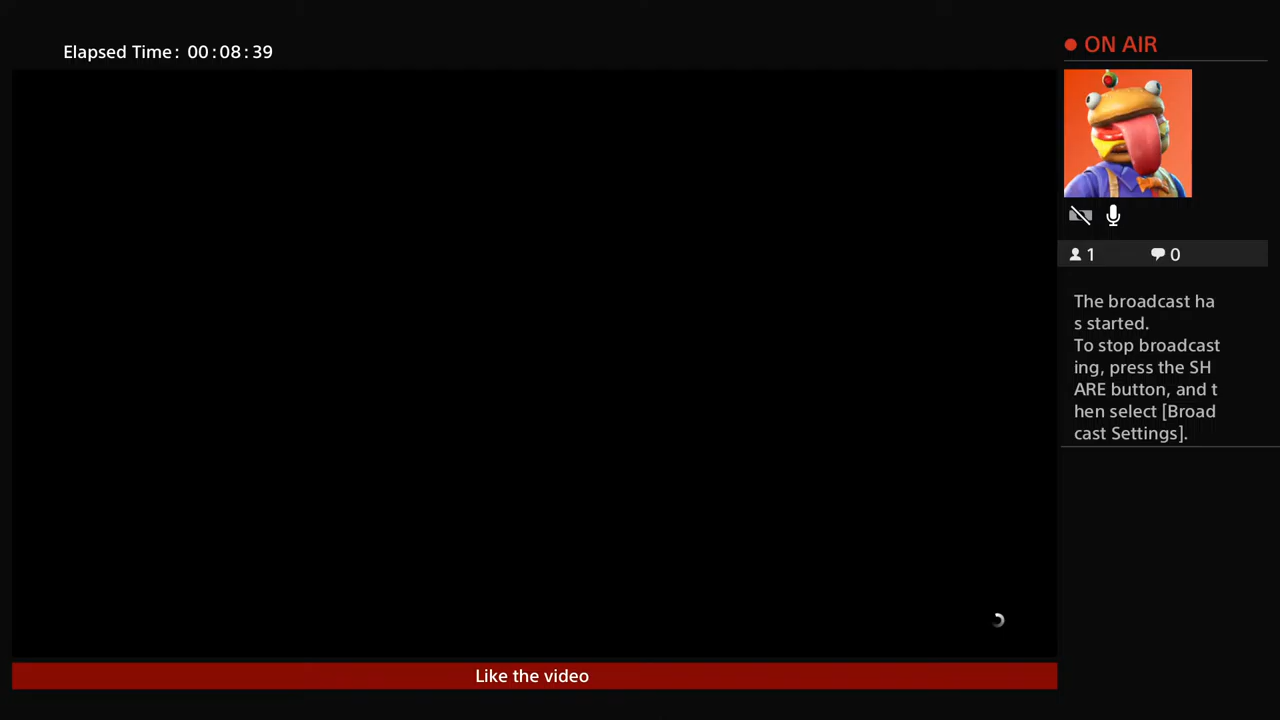 Elapsed Time: 00:08:39
ON AIR
1 0
The broadcast ha
s started.
To stop broadcast
ing, press the SH
ARE button, and t
hen select [Broad
cast Settings].
Like the video